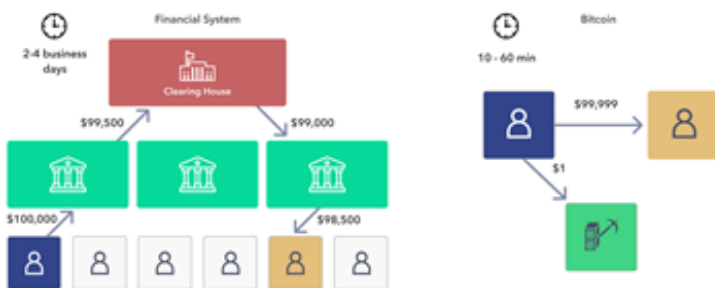 Financial System
2-4 business
days
Clearing House
$99,500
$99,000
$100,000
$98,500
Bitcoin
10 - 60 min
$99,999
$1